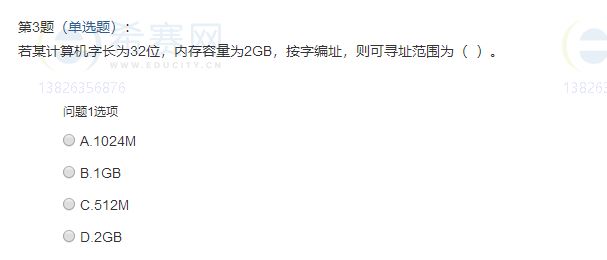 第3题（单选题）：
若某计算机字长为32位，内存容量为2GB，按字编址，则可寻址范围为（ ）。
希赛网
WWW.EDUCITY.CN
13826356876
138263
问题1选项
A.1024M
B.1GB
C.512M
D.2GB